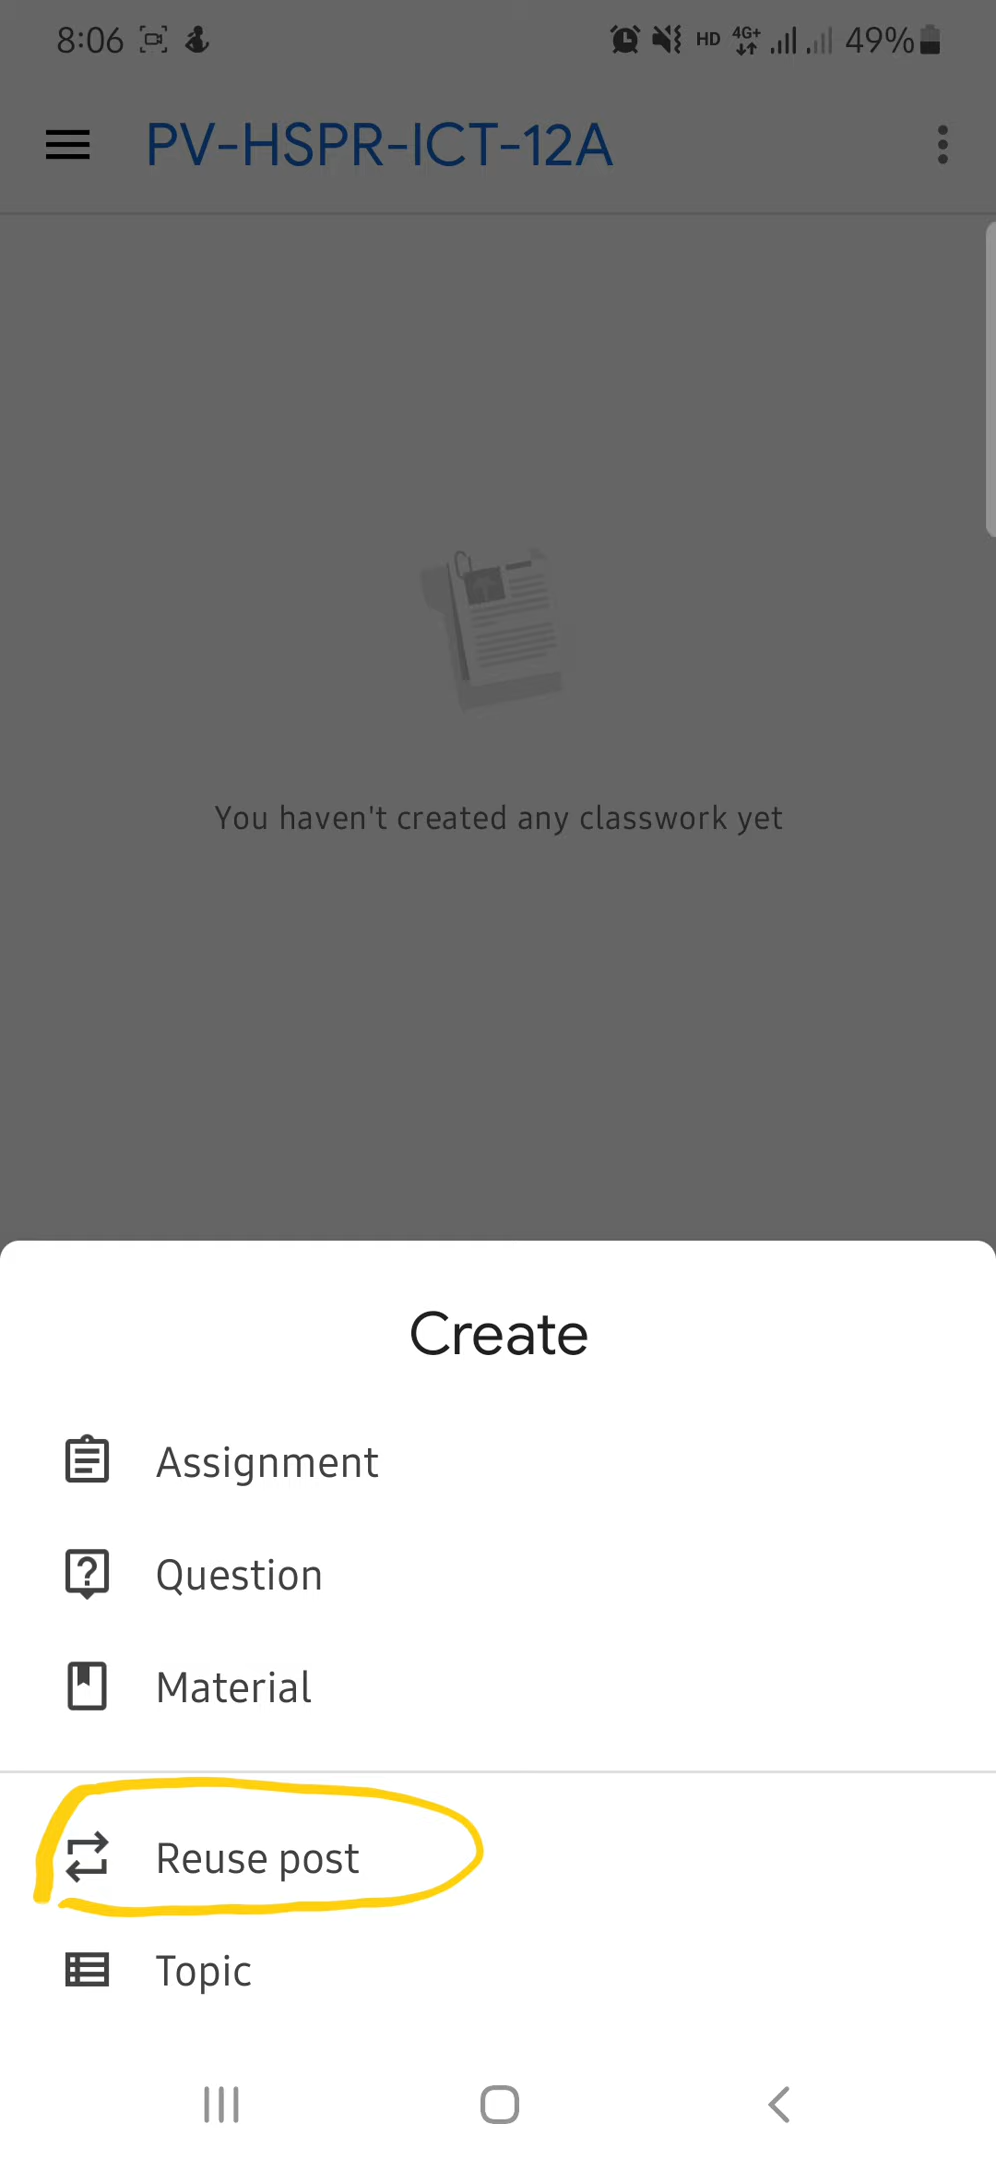 8:06 HD 4G+ 49%
PV-HSPR-ICT-12A
You haven't created any classwork yet
Create
Assignment
? Question
Material
Reuse post
Topic